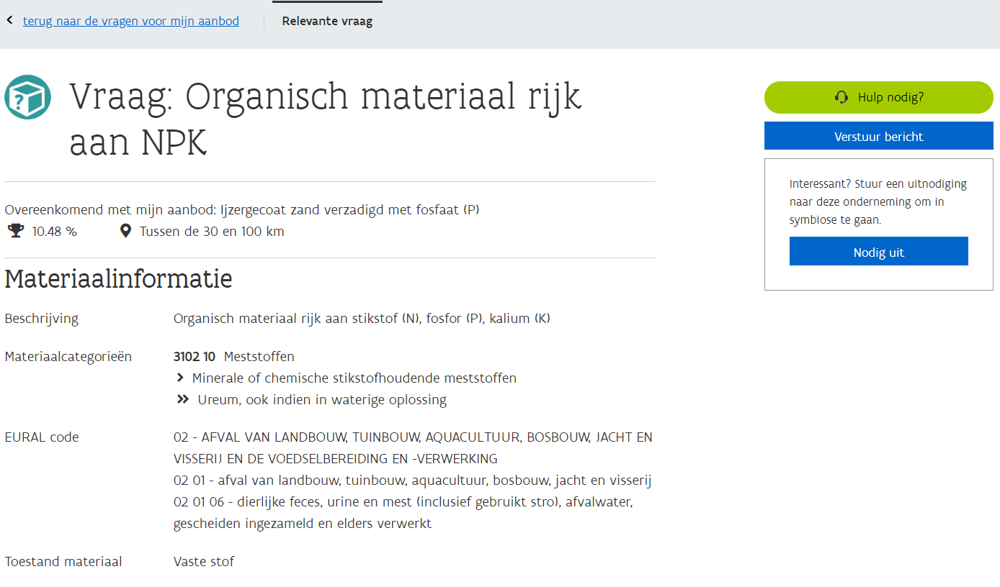 terug naar de vragen voor mijn aanbod
Relevante vraag
Vraag: Organisch materiaal rijk
aan NPK
Overeenkomend met mijn aanbod: Ijzergecoat zand verzadigd met fosfaat (P)
10.48 %
Tussen de 30 en 100 km
Materiaalinformatie
Beschrijving
Organisch materiaal rijk aan stikstof (N), fosfor (P), kalium (K)
Materiaalcategorieën
3102 10 Meststoffen
Minerale of chemische stikstofhoudende meststoffen
Ureum, ook indien in waterige oplossing
EURAL code
02 - AFVAL VAN LANDBOUW, TUINBOUW, AQUACULTUUR, BOSBOUW, JACHT EN
VISSERIJ EN DE VOEDSELBEREIDING EN -VERWERKING
02 01 - afval van landbouw, tuinbouw, aquacultuur, bosbouw, jacht en visserij
02 01 06 - dierlijke feces, urine en mest (inclusief gebruikt stro), afvalwater,
gescheiden ingezameld en elders verwerkt
Toestand materiaal
Vaste stof
Hulp nodig?
Verstuur bericht
Interessant? Stuur een uitnodiging
naar deze onderneming om in
symbiose te gaan.
Nodig uit